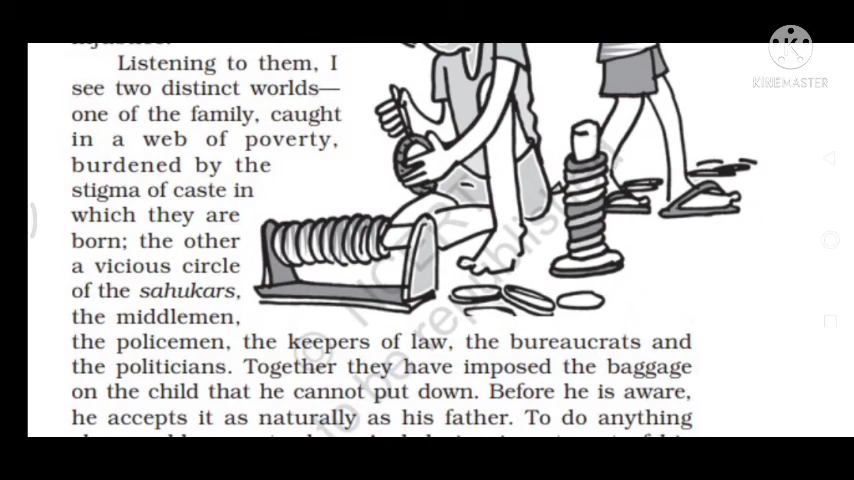 Listening to them, I
see two distinct worlds—
one of the family, caught
in a web of poverty,
burdened by the
stigma of caste in
which they are
born; the other
a vicious circle
of the sahukars,
the middlemen,
the policemen, the keepers of law, the bureaucrats and
the politicians. Together they have imposed the baggage
on the child that he cannot put down. Before he is aware,
he accepts it as naturally as his father. To do anything
KINEMASTER
© NCERT
to be republished